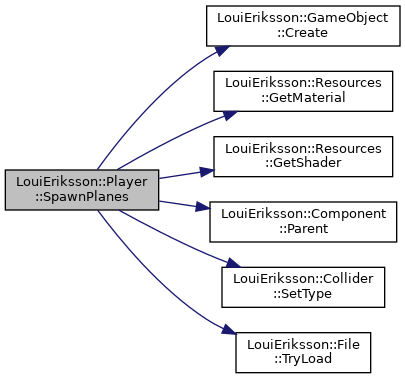 LouiEriksson::GameObject
::Create
LouiEriksson::Resources
::GetMaterial
LouiEriksson::Resources
::GetShader
LouiEriksson::Player
::SpawnPlanes
LouiEriksson::Component
::Parent
LouiEriksson::Collider
::SetType
LouiEriksson::File
::TryLoad